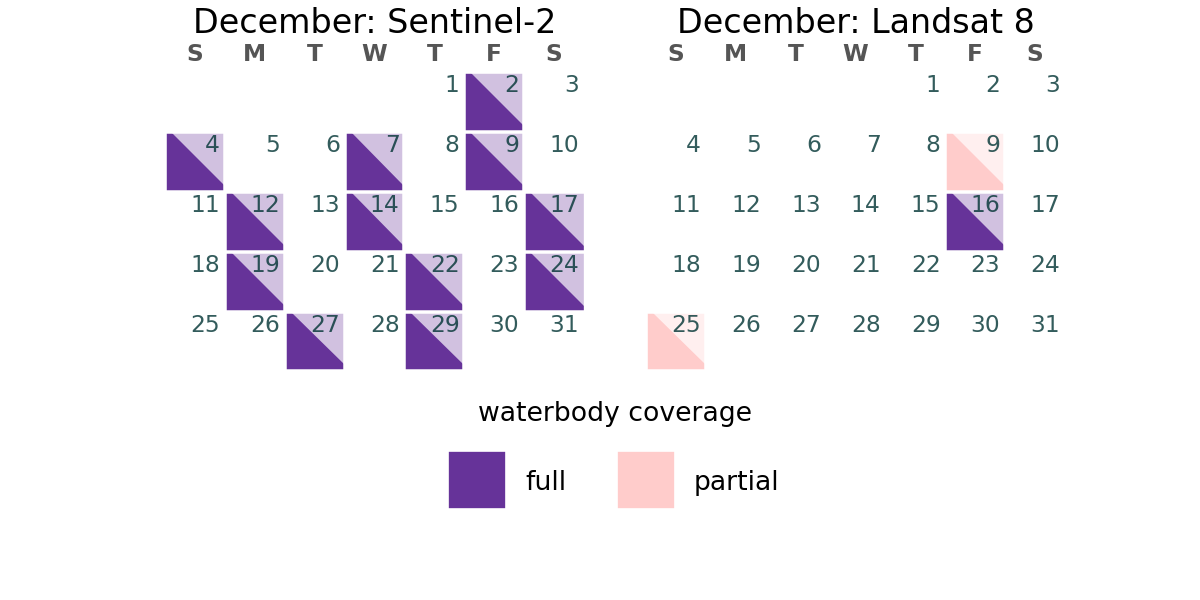 December: Sentinel-2
S M T W T F S
1 2 3
4 5 6 7 8 9 10
11 12 13 14 15 16 17
18 19 20 21 22 23 24
25 26 27 28 29 30 31
December: Landsat 8
S M T W T F S
1 2 3
4 5 6 7 8 9 10
11 12 13 14 15 16 17
18 19 20 21 22 23 24
25 26 27 28 29 30 31
waterbody coverage
full
partial